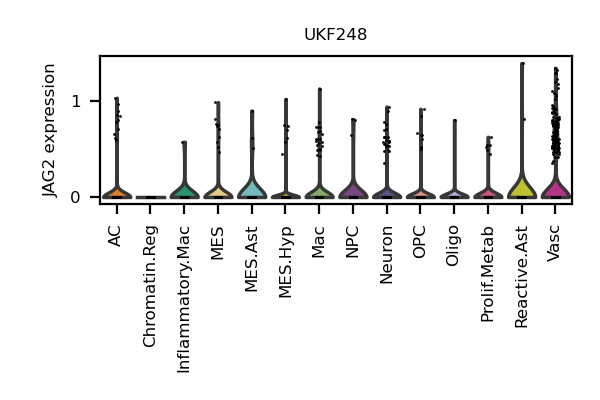 UKF248
JAG2 expression
1
0
AC
Chromatin.Reg
Inflammatory.Mac
MES
MES.Ast
MES.Hyp
Mac
NPC
Neuron
OPC
Oligo
Prolif.Metab
Reactive.Ast
Vasc